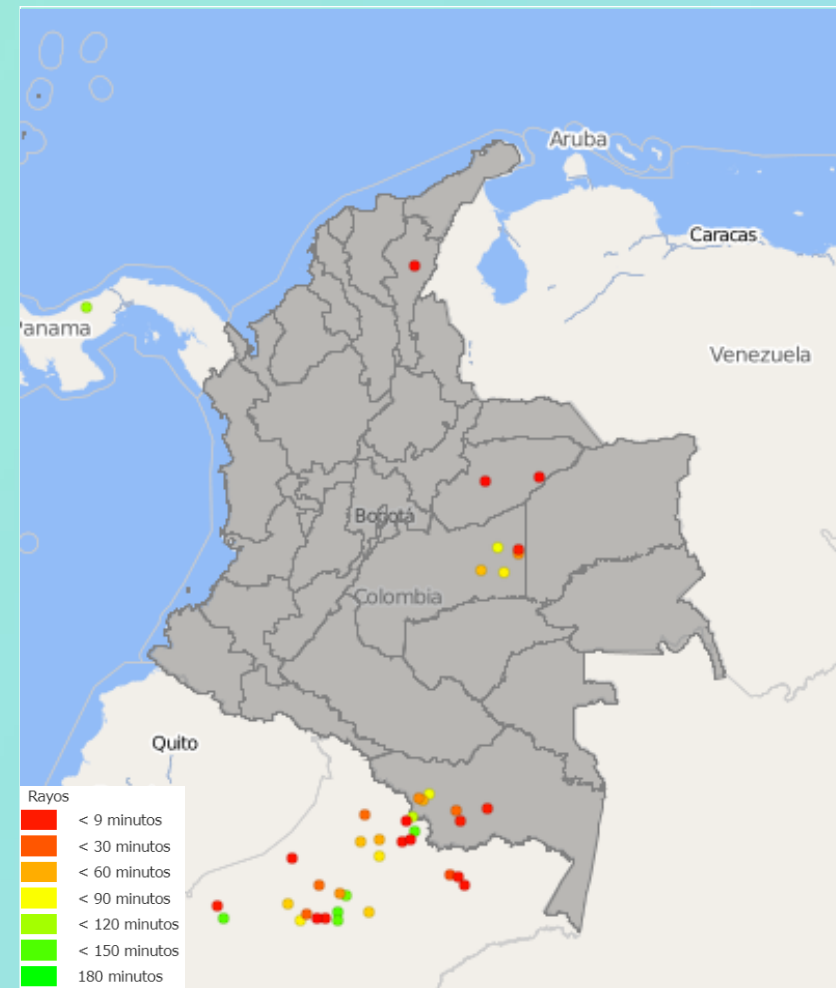 Aruba
Caracas
Panama
Venezuela
Bogotá
Colombia
Quito
Rayos
< 9 minutos
< 30 minutos
< 60 minutos
< 90 minutos
< 120 minutos
< 150 minutos
180 minutos